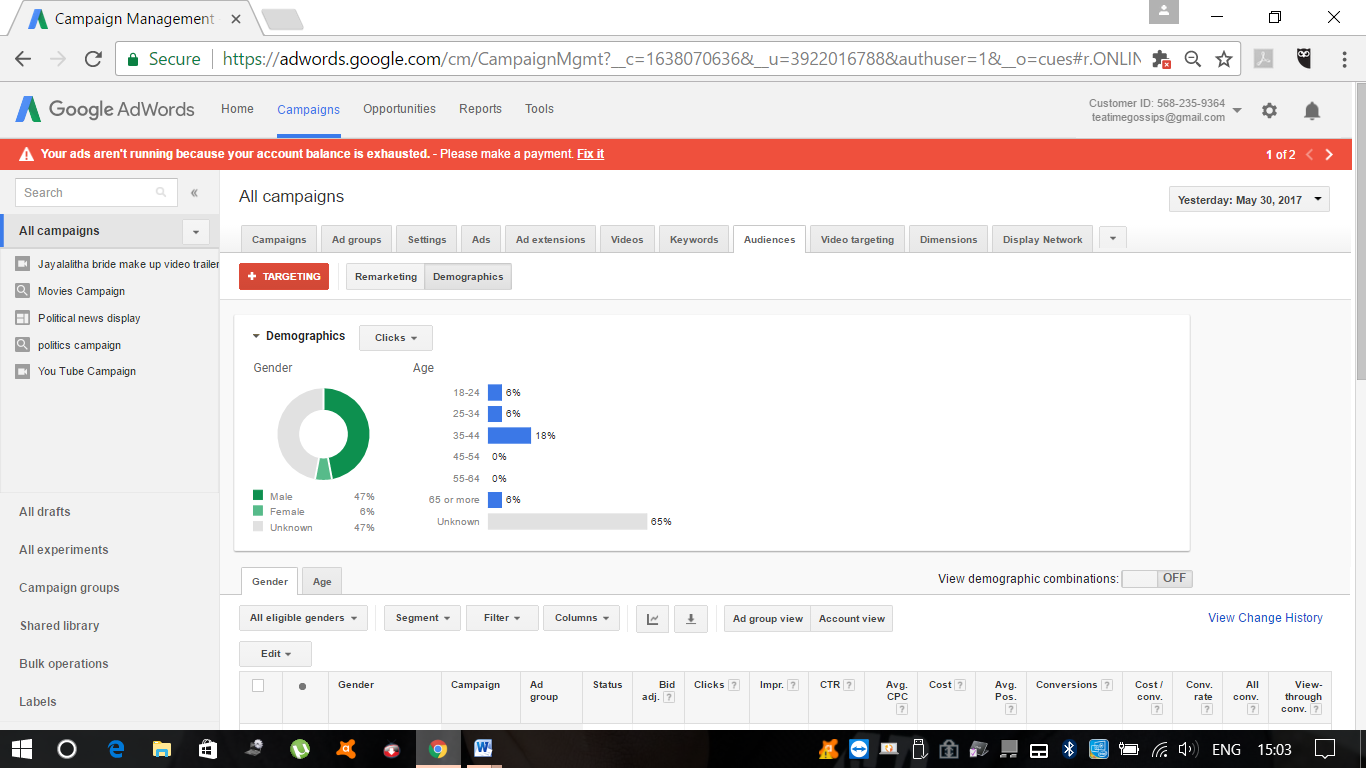 Campaign Management
Secure https://adwords.google.com/cm/CampaignMgmt?__c=1638070636&__u=3922016788&authuser=1&__o=cues#r.ONLIN
Google AdWords Home Campaigns Opportunities Reports Tools
Customer ID: 568-235-9364
teatimegossips@gmail.com
Your ads aren't running because your account balance is exhausted. - Please make a payment. Fix it 1 of 2
Search «
All campaigns
Yesterday: May 30, 2017
All campaigns
Campaigns Ad groups Settings Ads Ad extensions Videos Keywords Audiences Video targeting Dimensions Display Network
Jayalalitha bride make up video trailer
Movies Campaign
Political news display
politics campaign
You Tube Campaign
All drafts
All experiments
Campaign groups
Shared library
Bulk operations
Labels
+ TARGETING Remarketing Demographics
Demographics Clicks
Gender
Male 47%
Female 6%
Unknown 47%
Age
18-24 6%
25-34 6%
35-44 18%
45-54 0%
55-64 0%
65 or more 6%
Unknown 65%
Gender Age
View demographic combinations: OFF
All eligible genders Segment Filter Columns Ad group view Account view
View Change History
Edit
Gender
Campaign
Ad
group
Status
Bid
adj. ?
Clicks ?
Impr. ?
CTR ?
Avg.
CPC
?
Cost ?
Avg.
Pos.
?
Conversions ?
Cost /
conv.
?
Conv.
rate
?
All
conv.
?
View-
through
conv. ?
ENG 15:03